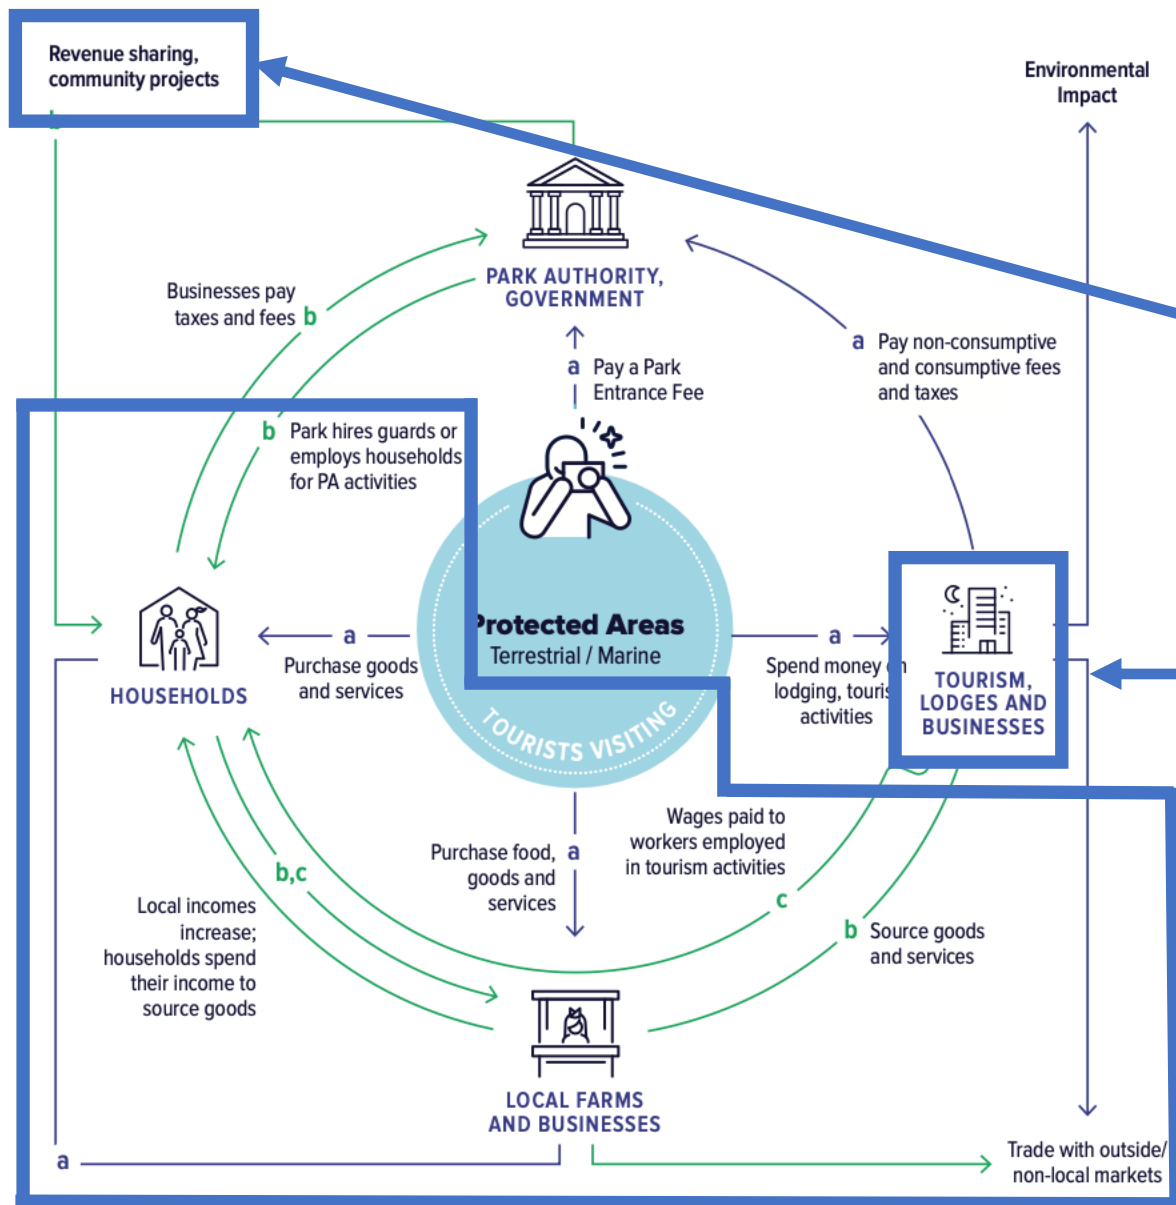 Revenue sharing,
community projects
b
Environmental
Impact
PARK AUTHORITY,
GOVERNMENT
Businesses pay
taxes and fees b
a Pay a Park
Entrance Fee
a Pay non-consumptive
and consumptive fees
and taxes
b Park hires guards or
employs households
for PA activities
Protected Areas
Terrestrial / Marine
TOURISTS VISITING
a
Purchase goods
and services
HOUSEHOLDS
a
Spend money on
lodging, tourism
activities
TOURISM,
LODGES AND
BUSINESSES
Purchase food, a
goods and
services
Wages paid to
workers employed
in tourism activities
c
b Source goods
and services
b,c
Local incomes
increase;
households spend
their income to
source goods
LOCAL FARMS
AND BUSINESSES
a
Trade with outside/
non-local markets